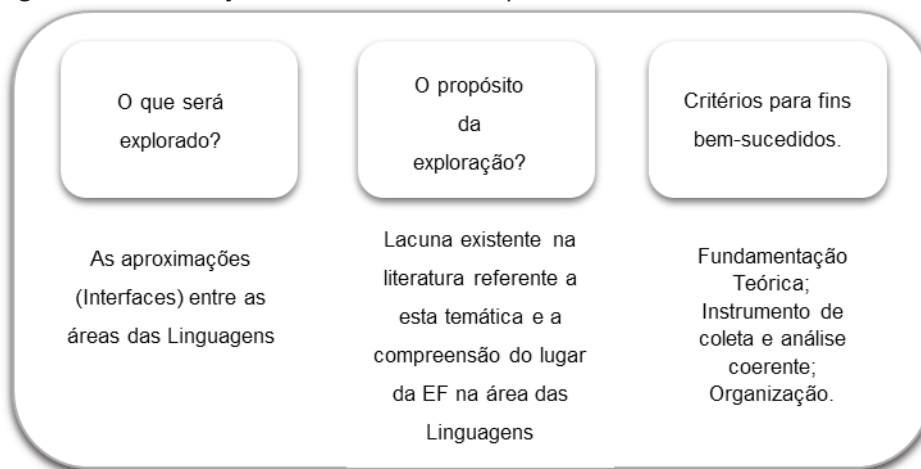 O que será
explorado?
As aproximações
(Interfaces) entre as
áreas das Linguagens
O propósito
da
exploração?
Lacuna existente na
literatura referente a
esta temática e a
compreensão do lugar
da EF na área das
Linguagens
Critérios para fins
bem-sucedidos.
Fundamentação
Teórica;
Instrumento de
coleta e análise
coerente;
Organização.